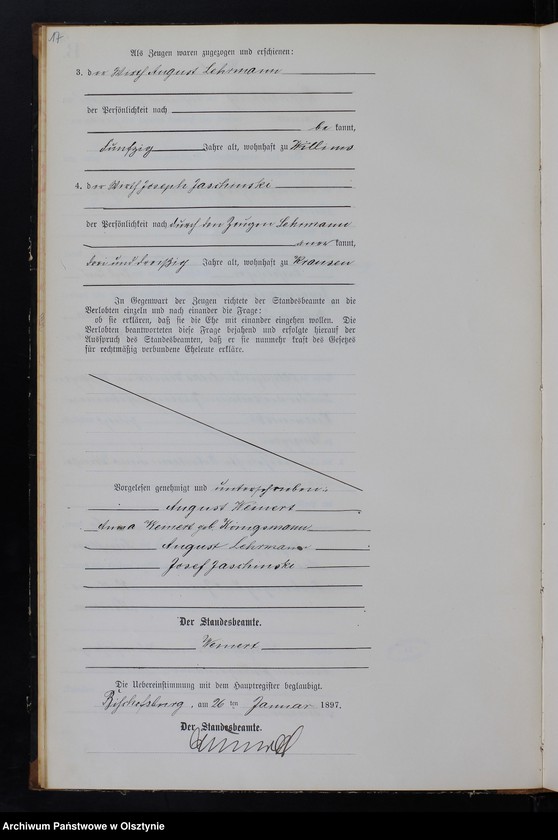 17
Als Zeugen waren zugezogen und erschienen:
3. der Wirth August Lehrmann
der Persönlichkeit nach
be kannt,
fünfzig Jahre alt, wohnhaft zu Willims
4. der Wirth Joseph Jaschinski
der Persönlichkeit nach durch den Zeugen Lehrmann
aner kannt,
drei und dreißig Jahre alt, wohnhaft zu Krausen
In Gegenwart der Zeugen richtete der Standesbeamte an die
Verlobten einzeln und nach einander die Frage:
ob sie erklären, daß sie die Ehe mit einander eingehen wollen. Die
Verlobten beantworteten diese Frage bejahend und erfolgte hierauf der
Ausspruch des Standesbeamten, daß er sie nunmehr kraft des Gesetzes
für rechtmäßig verbundene Eheleute erkläre.
Vorgelesen genehmigt und unterschrieben
August Weinert
Anna Weinert geb. Königsmann
August Lehrmann
Josef Jaschinski
Der Standesbeamte.
Weinert
Die Uebereinstimmung mit dem Hauptregister beglaubigt.
Bischofsburg, am 26 ten Januar 1897.
Der Standesbeamte.
Archiwum Państwowe w Olsztynie